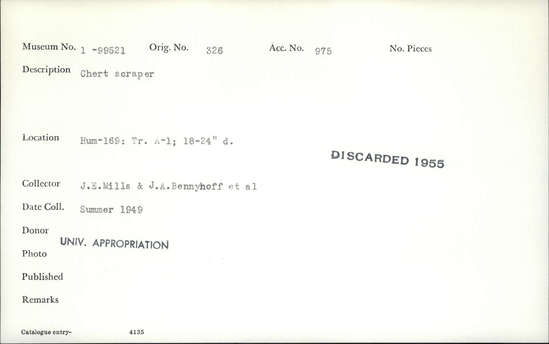 Museum No. 1 -99521 Orig. No. 326 Acc. No. 975 No. Pieces
Description Chert scraper
Location Hum-169: Tr. A-1; 18-24" d.
DISCARDED 1955
Collector J.E.Mills & J.A.Bennyhoff et al
Date Coll. Summer 1949
Donor
UNIV. APPROPRIATION
Photo
Published
Remarks
Catalogue entry- 4135